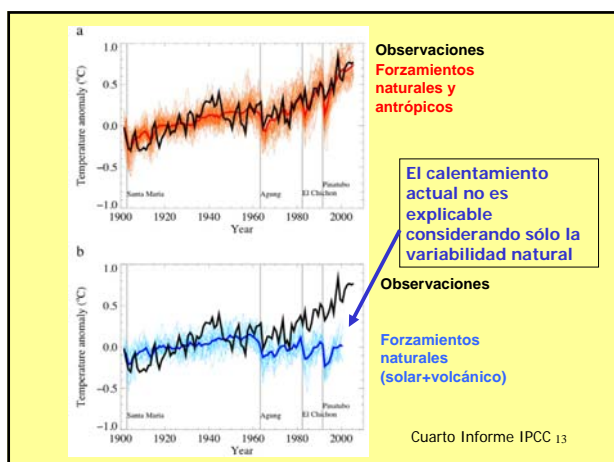 a
Observaciones
Forzamientos
naturales y
antrópicos
Temperature anomaly (°C)
1.0
0.5
0.0
−0.5
−1.0
Santa Maria
Agung
El Chichon
Pinatubo
1900 1920 1940 1960 1980 2000
Year
El calentamiento
actual no es
explicable
considerando sólo la
variabilidad natural
b
Observaciones
Temperature anomaly (°C)
1.0
0.5
0.0
−0.5
−1.0
Santa Maria
Agung
El Chichon
Pinatubo
1900 1920 1940 1960 1980 2000
Year
Forzamientos
naturales
(solar+volcánico)
Cuarto Informe IPCC 13